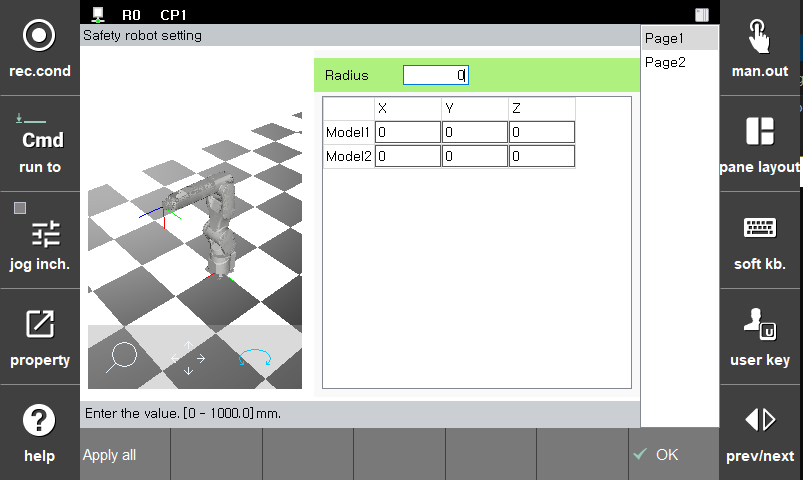 R0 CP1
Safety robot setting
rec.cond
Cmd
run to
jog inch.
property
help
Radius 0
X Y Z
Model1 0 0 0
Model2 0 0 0
Enter the value. [0 - 1000.0]mm.
Apply all
OK
Page1
Page2
man.out
pane layout
soft kb.
U
user key
prev/next